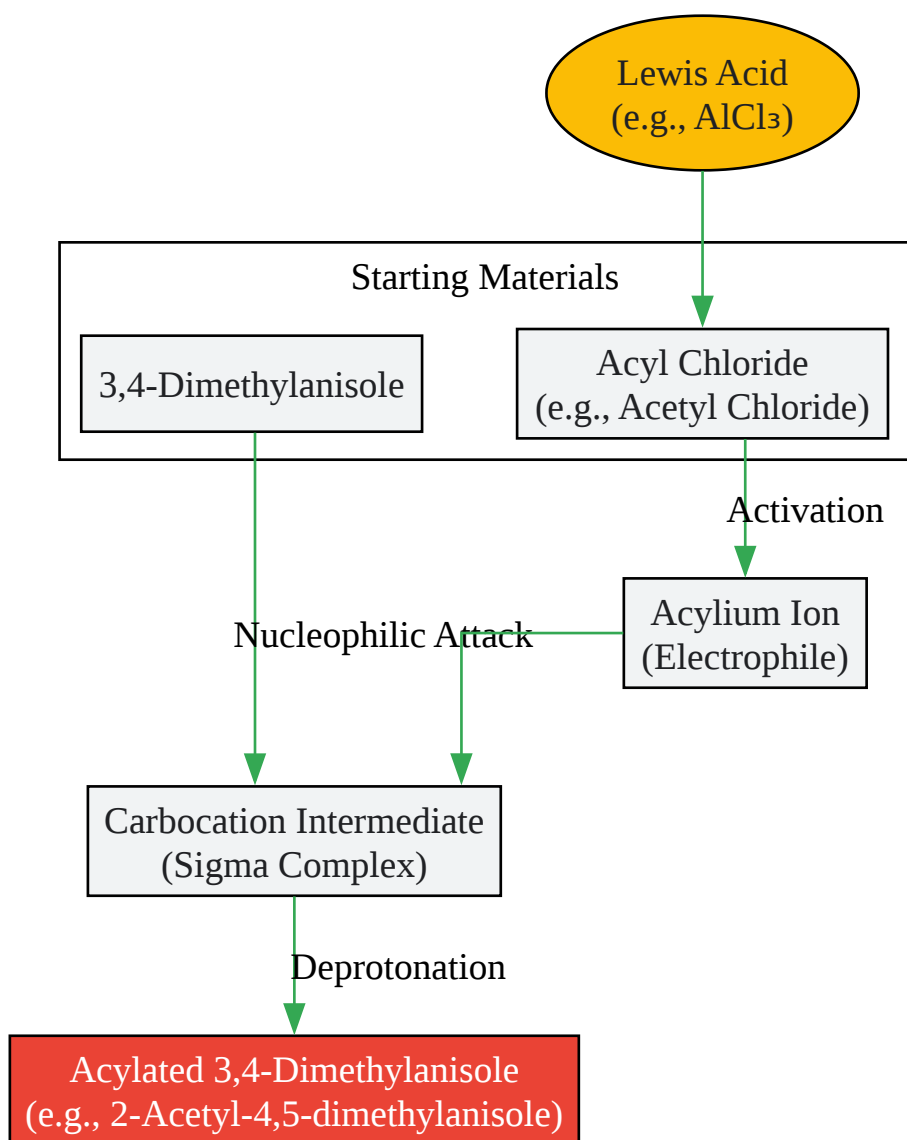 Lewis Acid
(e.g., AlCl₃)
Starting Materials
3,4-Dimethylanisole
Acyl Chloride
(e.g., Acetyl Chloride)
Activation
Acylium Ion
(Electrophile)
Nucleophilic Attack
Carbocation Intermediate
(Sigma Complex)
Deprotonation
Acylated 3,4-Dimethylanisole
(e.g., 2-Acetyl-4,5-dimethylanisole)